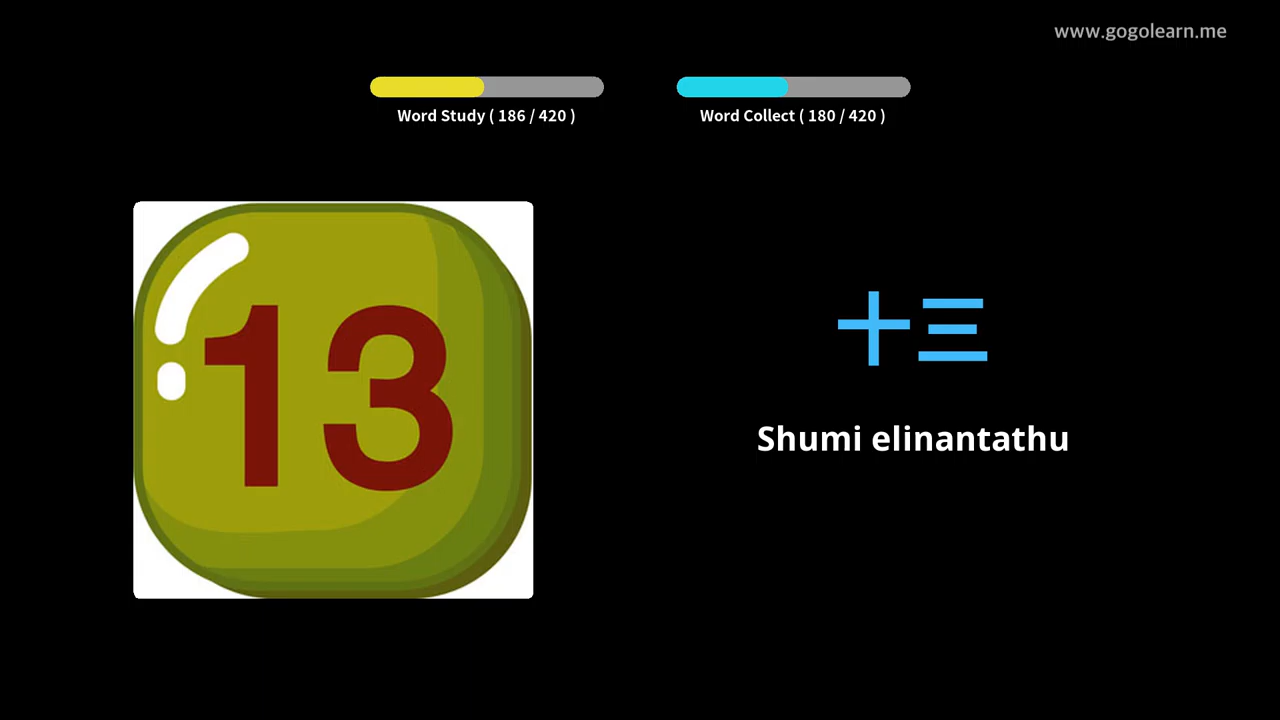 www.gogolearn.me
Word Study ( 186 / 420 )
Word Collect ( 180 / 420 )
13
十三
Shumi elinantathu